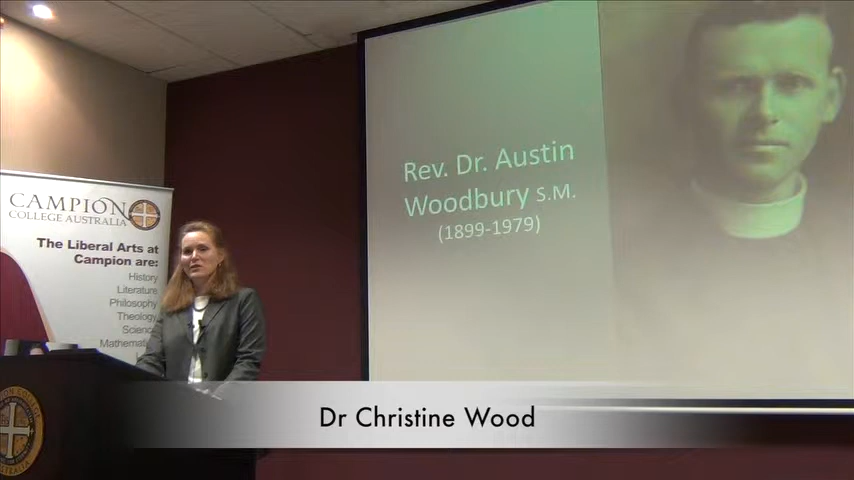 Rev. Dr. Austin
Woodbury S.M.
(1899-1979)
CAMPION
COLLEGE AUSTRALIA
The Liberal Arts at
Campion are:
History
Literature
Philosophy
Theology
Science
Dr Christine Wood